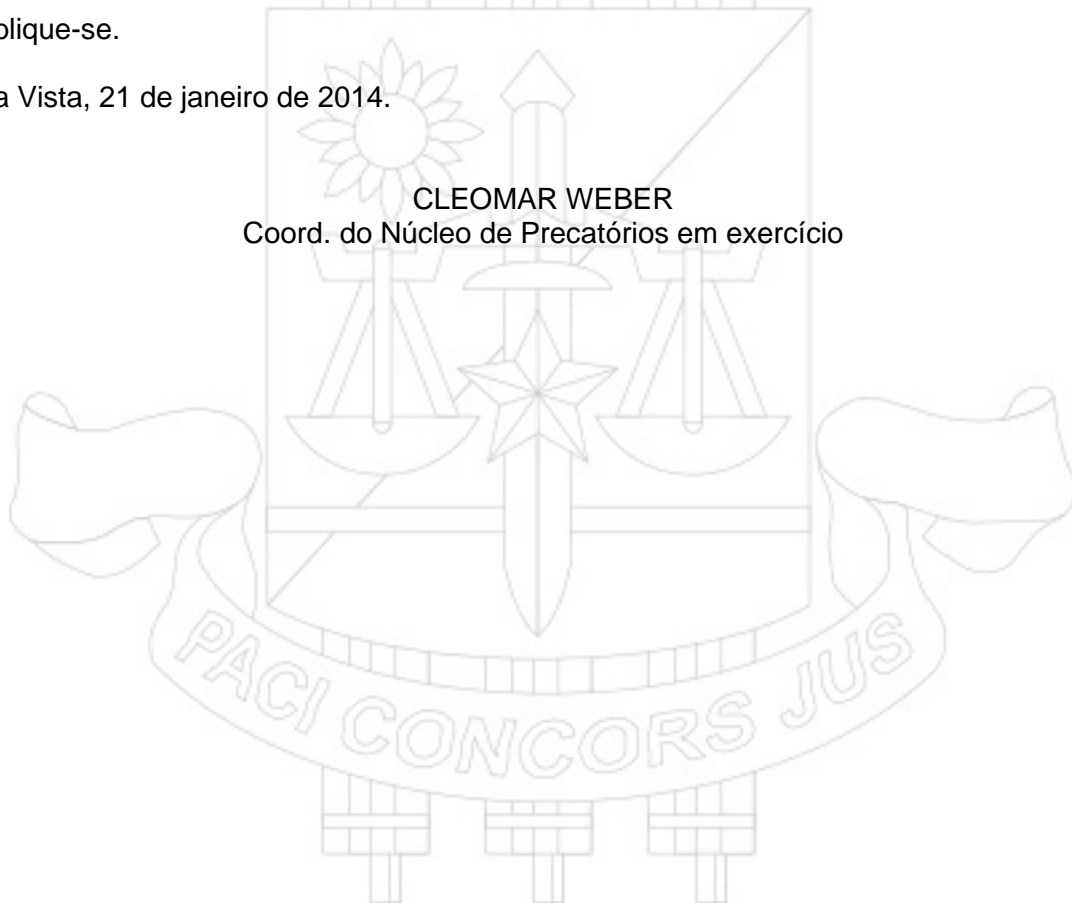 plique-se.
a Vista, 21 de janeiro de 2014.
CLEOMAR WEBER
Coord. do Núcleo de Precatórios em exercício
PACI CONCORS JUS